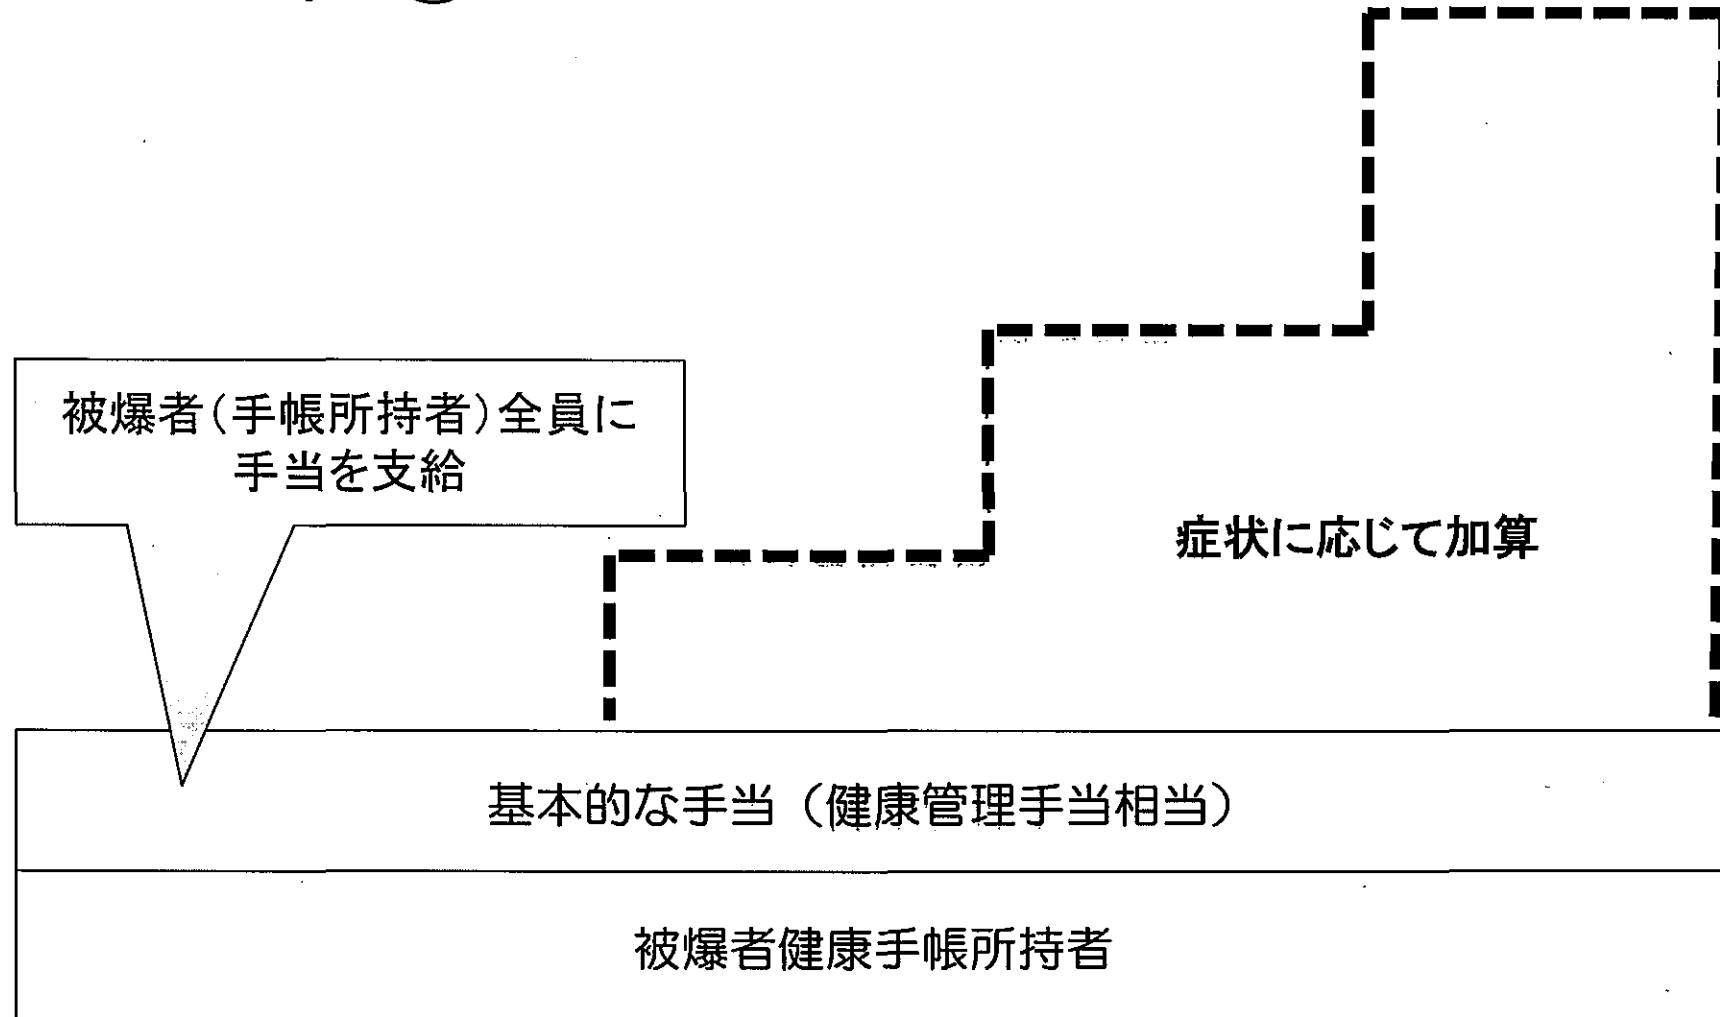 被爆者(手帳所持者)全員に
手当を支給
症状に応じて加算
基本的な手当（健康管理手当相当）
被爆者健康手帳所持者